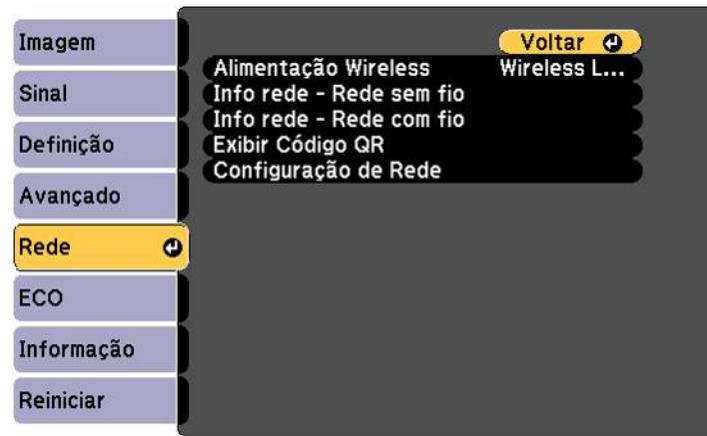 Imagem
Sinal
Definição
Avançado
Rede
ECO
Informação
Reiniciar
Voltar
Alimentação Wireless Wireless L...
Info rede - Rede sem fio
Info rede - Rede com fio
Exibir Código QR
Configuração de Rede